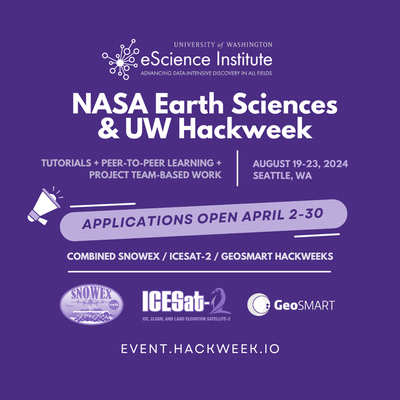 UNIVERSITY of WASHINGTON
eScience Institute
ADVANCING DATA-INTENSIVE DISCOVERY IN ALL FIELDS
NASA Earth Sciences
& UW Hackweek
TUTORIALS + PEER-TO-PEER LEARNING +
PROJECT TEAM-BASED WORK
AUGUST 19-23, 2024
SEATTLE, WA
APPLICATIONS OPEN APRIL 2-30
COMBINED SNOWEX / ICESAT-2 / GEOSMART HACKWEEKS
SNOWEX
ICESat-2
ICE, CLOUD, AND LAND ELEVATION SATELLITE-2
GeoSMART
EVENT.HACKWEEK.IO